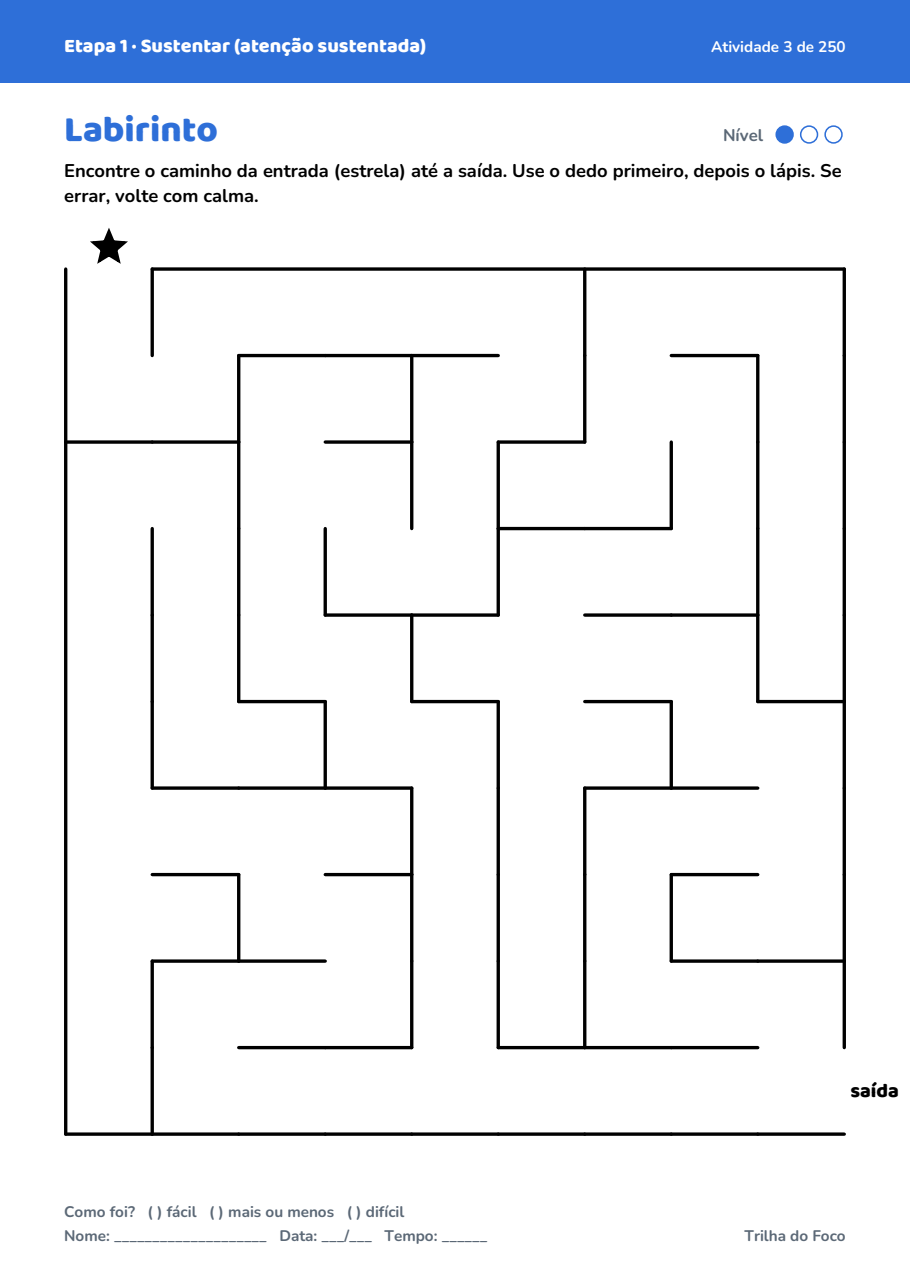 Etapa 1 · Sustentar (atenção sustentada)
Atividade 3 de 250
Labirinto
Nível
Encontre o caminho da entrada (estrela) até a saída. Use o dedo primeiro, depois o lápis. Se
errar, volte com calma.
saída
Como foi? ( ) fácil ( ) mais ou menos ( ) difícil
Nome: ____________________ Data: ___/___ Tempo: ______
Trilha do Foco